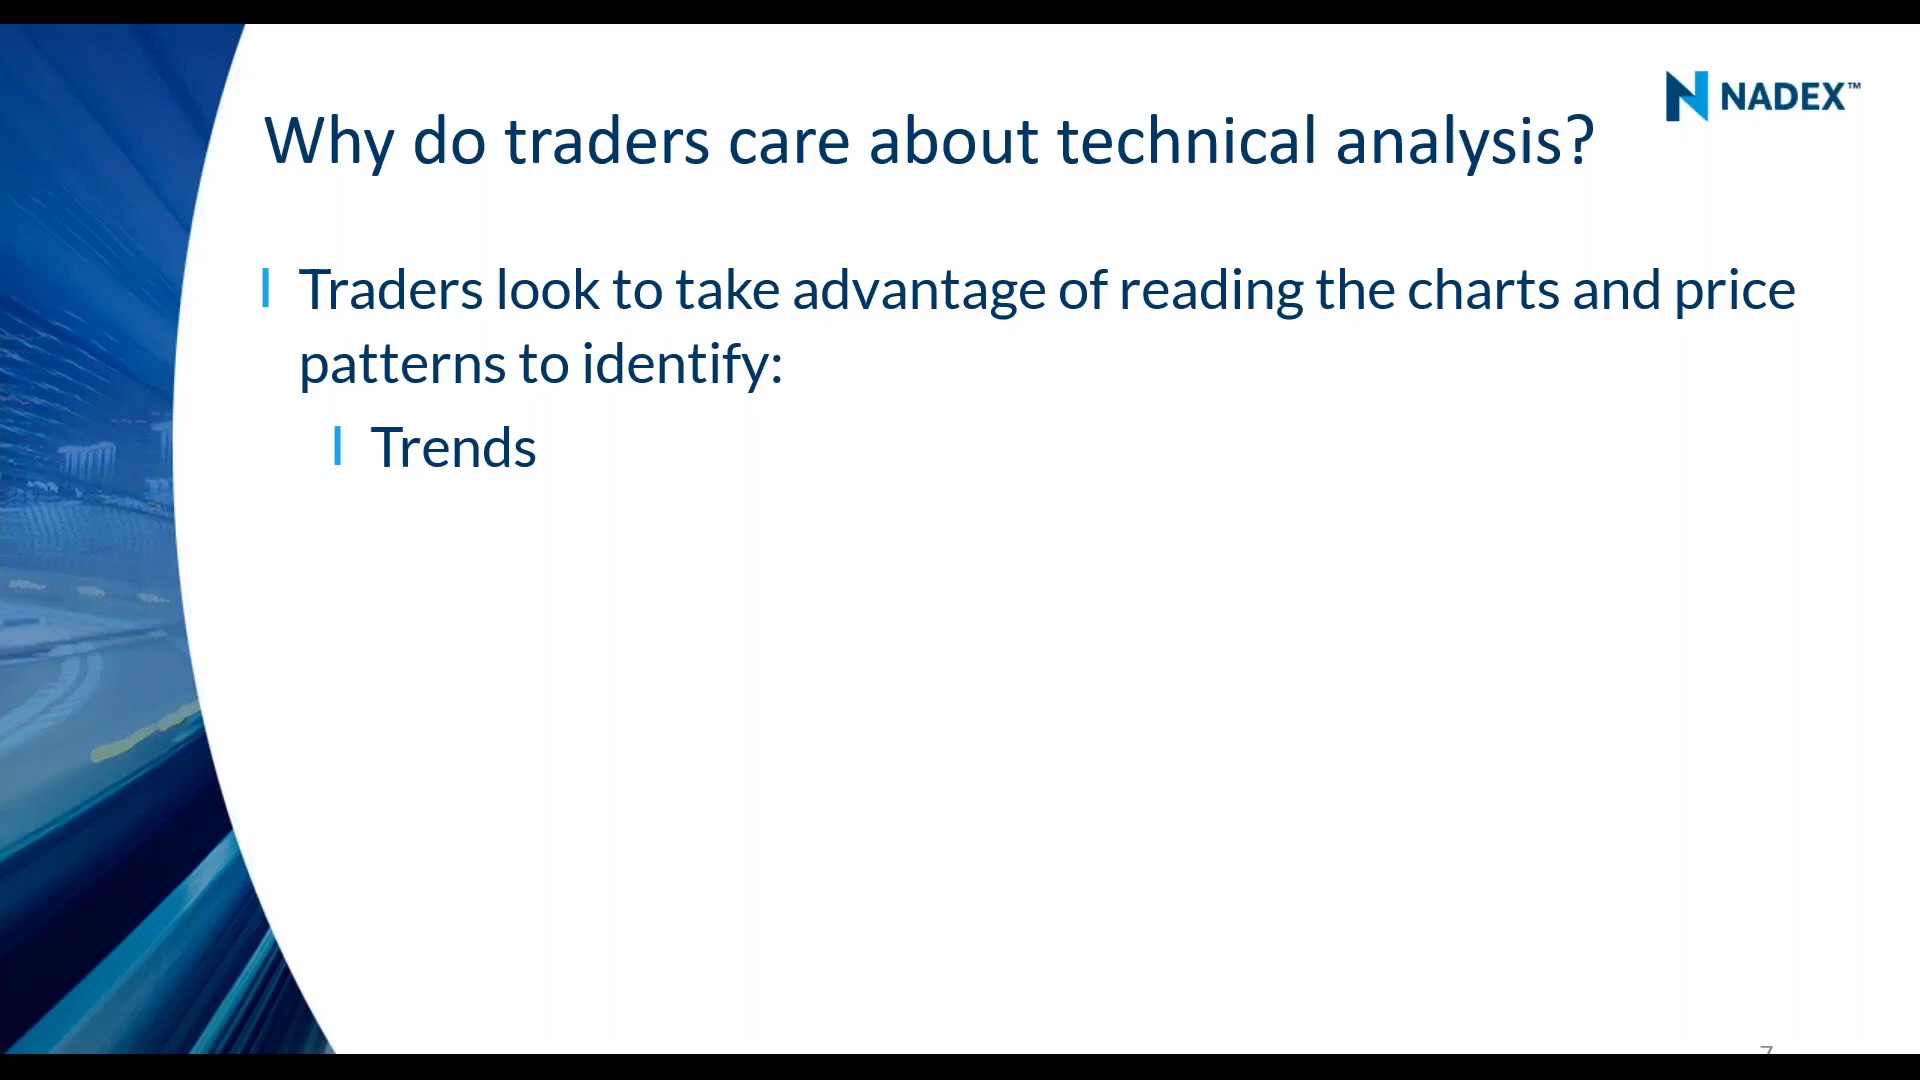 NADEX™
Why do traders care about technical analysis?
Traders look to take advantage of reading the charts and price
patterns to identify:
Trends